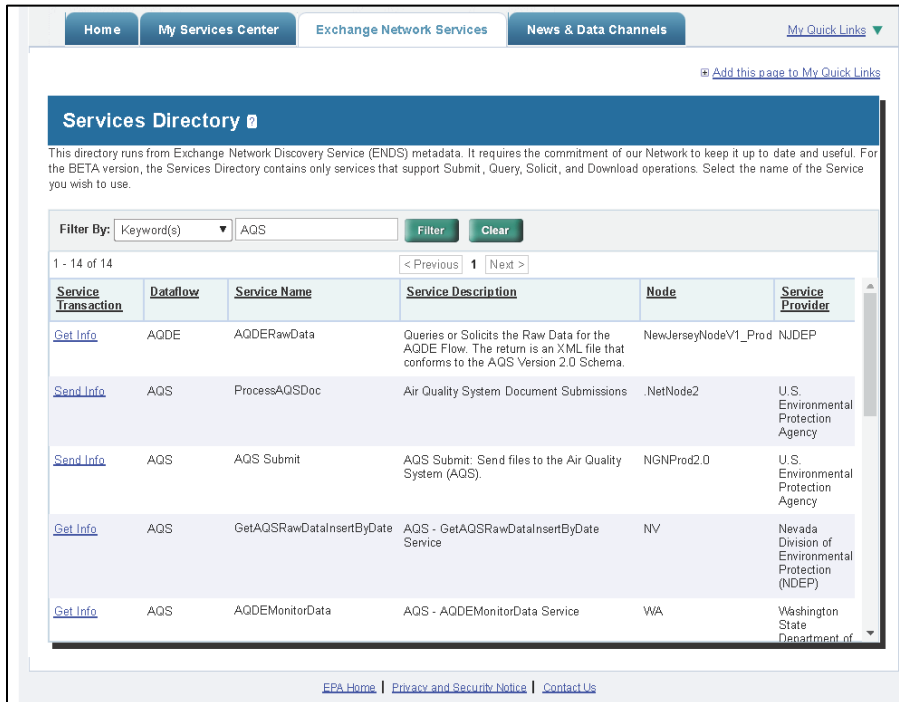 Home My Services Center Exchange Network Services News & Data Channels My Quick Links ▼
Add this page to My Quick Links
Services Directory ?
This directory runs from Exchange Network Discovery Service (ENDS) metadata. It requires the commitment of our Network to keep it up to date and useful. For
the BETA version, the Services Directory contains only services that support Submit, Query, Solicit, and Download operations. Select the name of the Service
you wish to use.
Filter By: Keyword(s) ▼ AQS Filter Clear
1 - 14 of 14 < Previous 1 Next >
Service Transaction Dataflow Service Name Service Description Node Service Provider
Get Info AQDE AQDERawData Queries or Solicits the Raw Data for the NewJerseyNodeV1_Prod NJDEP
AQDE Flow. The return is an XML file that
conforms to the AQS Version 2.0 Schema.
Send Info AQS ProcessAQSDoc Air Quality System Document Submissions .NetNode2 U.S.
Environmental
Protection
Agency
Send Info AQS AQS Submit AQS Submit: Send files to the Air Quality NGNProd2.0 U.S.
System (AQS). Environmental
Protection
Agency
Get Info AQS GetAQSRawDataInsertByDate AQS - GetAQSRawDataInsertByDate NV Nevada
Service Division of
Environmental
Protection
(NDEP)
Get Info AQS AQDEMonitorData AQS - AQDEMonitorData Service WA Washington
State
Department of
EPA Home | Privacy and Security Notice | Contact Us